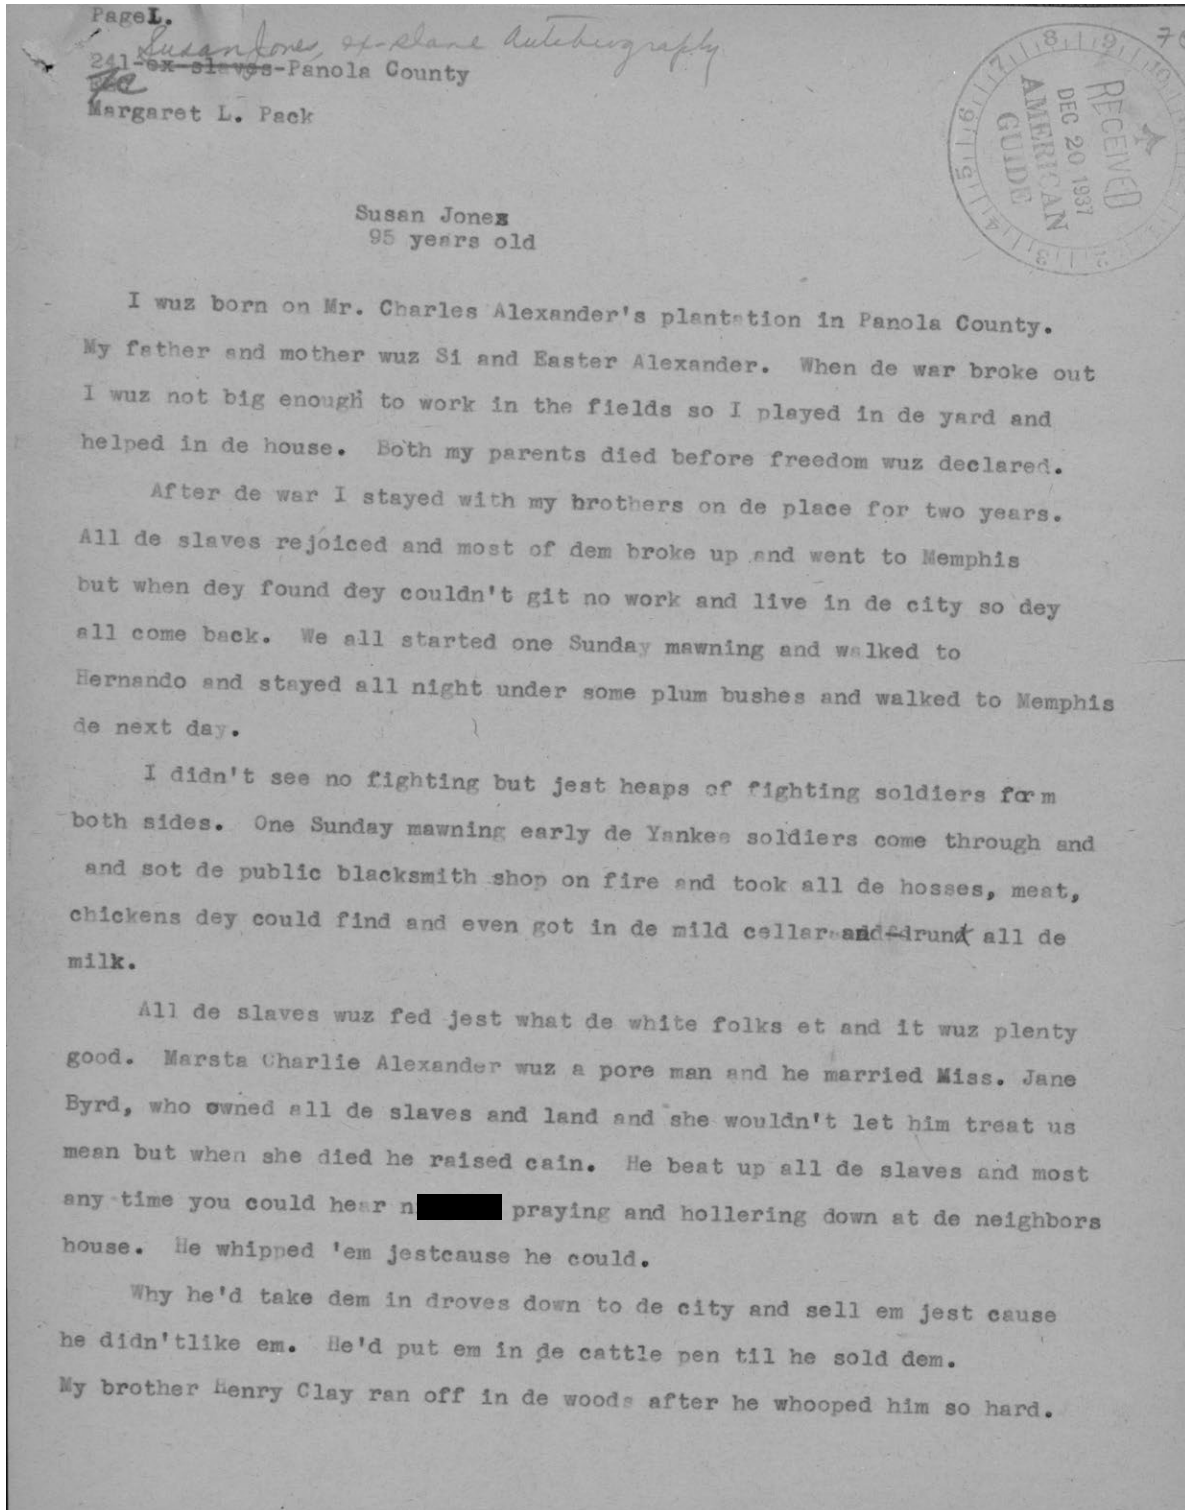 PageL.
Susan Jones, ex-slave Autobiography
241-ex-slaves-Panola County
FEC
Margaret L. Pack
RECEIVED
DEC 20 1937
AMERICAN
GUIDE
Susan Jones
95 years old
I wuz born on Mr. Charles Alexander's plantation in Panola County.
My father and mother wuz Si and Easter Alexander. When de war broke out
I wuz not big enough to work in the fields so I played in de yard and
helped in de house. Both my parents died before freedom wuz declared.
After de war I stayed with my brothers on de place for two years.
All de slaves rejoiced and most of dem broke up and went to Memphis
but when dey found dey couldn't git no work and live in de city so dey
all come back. We all started one Sunday mawning and walked to
Hernando and stayed all night under some plum bushes and walked to Memphis
de next day.
I didn't see no fighting but jest heaps of fighting soldiers form
both sides. One Sunday mawning early de Yankee soldiers come through and
and sot de public blacksmith shop on fire and took all de hosses, meat,
chickens dey could find and even got in de mild cellar and drunk all de
milk.
All de slaves wuz fed jest what de white folks et and it wuz plenty
good. Marsta Charlie Alexander wuz a pore man and he married Miss. Jane
Byrd, who owned all de slaves and land and she wouldn't let him treat us
mean but when she died he raised cain. He beat up all de slaves and most
any time you could hear n praying and hollering down at de neighbors
house. He whipped 'em jestcause he could.
Why he'd take dem in droves down to de city and sell em jest cause
he didn'tlike em. He'd put em in de cattle pen til he sold dem.
My brother Henry Clay ran off in de woods after he whooped him so hard.